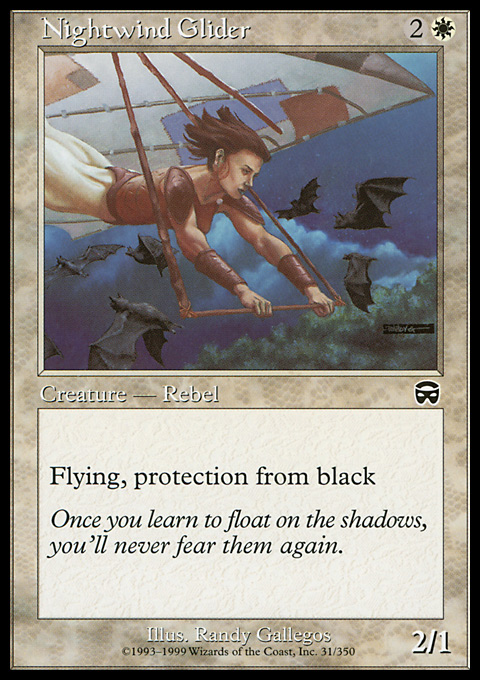 Nightwind Glider 2
Creature — Rebel
Flying, protection from black
Once you learn to float on the shadows,
you'll never fear them again.
Illus. Randy Gallegos
©1993–1999 Wizards of the Coast, Inc. 31/350
2/1